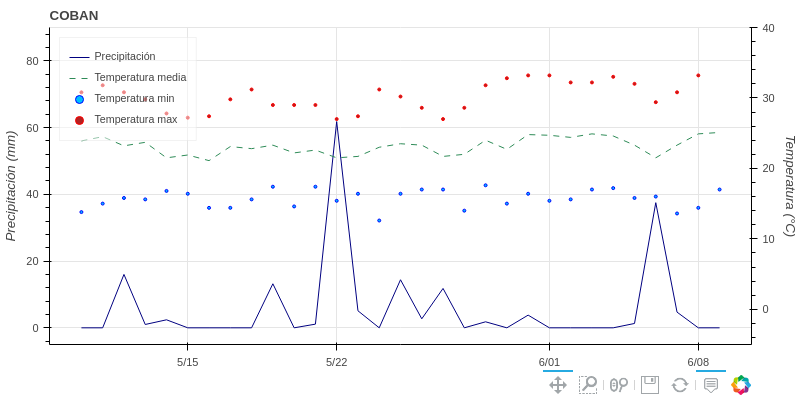 COBAN
Precipitación
Temperatura media
Temperatura min
Temperatura max
Precipitación (mm)
80
60
40
20
0
40
30
20
10
0
Temperatura (°C)
5/15 5/22 6/01 6/08